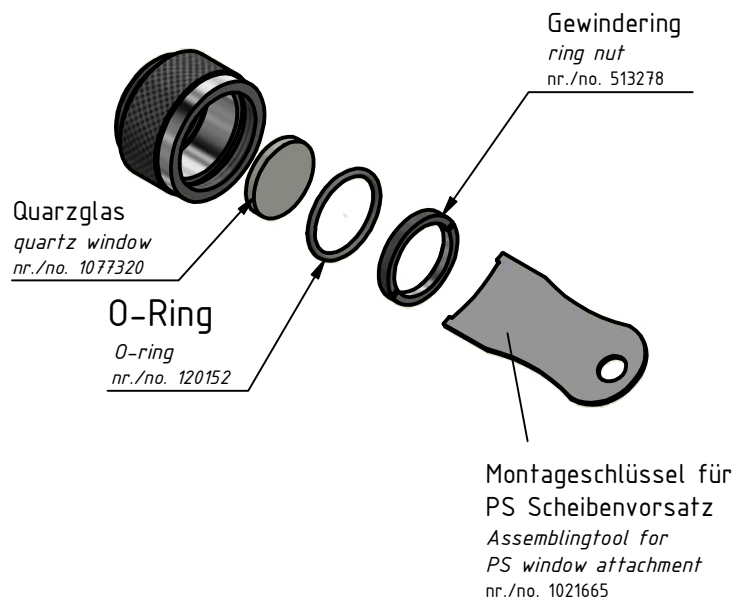 Gewindering
ring nut
nr./no. 513278
Quarzglas
quartz window
nr./no. 1077320
O-Ring
O-ring
nr./no. 120152
Montageschlüssel für
PS Scheibenvorsatz
Assemblingtool for
PS window attachment
nr./no. 1021665